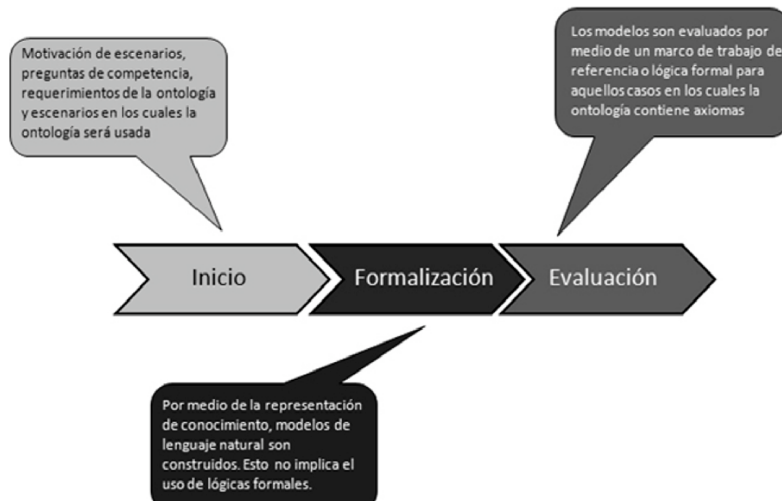 Motivación de escenarios,
preguntas de competencia,
requerimientos de la ontología
y escenarios en los cuales la
ontología será usada
Los modelos son evaluados por
medio de un marco de trabajo de
referencia o lógica formal para
aquellos casos en los cuales la
ontología contiene axiomas
Inicio
Formalización
Evaluación
Por medio de la representación
de conocimiento, modelos de
lenguaje natural son
construidos. Esto no implica el
uso de lógicas formales.